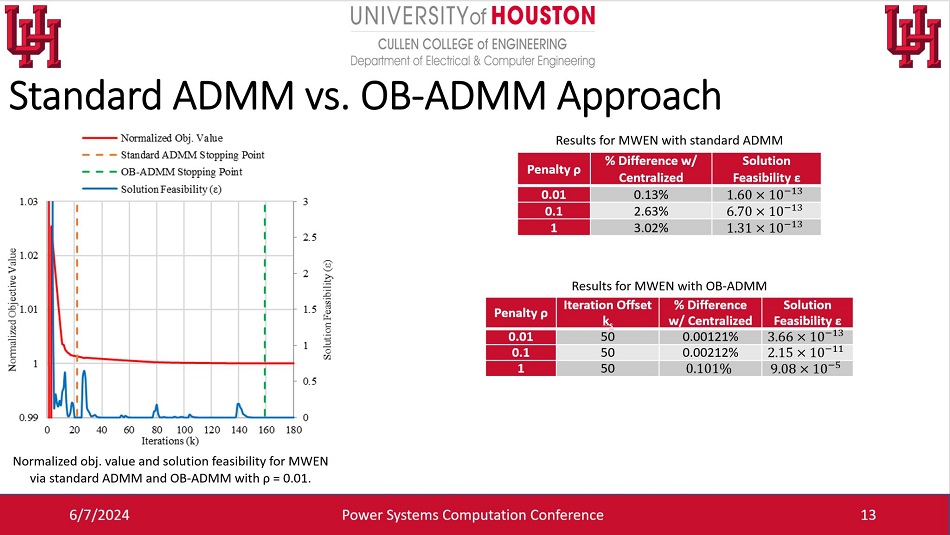 UNIVERSITY of HOUSTON
CULLEN COLLEGE of ENGINEERING
Department of Electrical & Computer Engineering
Standard ADMM vs. OB-ADMM Approach
Normalized Obj. Value
Standard ADMM Stopping Point
OB-ADMM Stopping Point
Solution Feasibility (ε)
1.03
1.02
1.01
1
0.99
Normalized Objective Value
3
2.5
2
1.5
1
0.5
0
Solution Feasibility (ε)
0 20 40 60 80 100 120 140 160 180
Iterations (k)
Normalized obj. value and solution feasibility for MWEN
via standard ADMM and OB-ADMM with ρ = 0.01.
Results for MWEN with standard ADMM
Penalty ρ % Difference w/ Centralized Solution Feasibility ε
0.01 0.13% 1.60 × 10⁻¹³
0.1 2.63% 6.70 × 10⁻¹³
1 3.02% 1.31 × 10⁻¹³
Results for MWEN with OB-ADMM
Penalty ρ Iteration Offset kₛ % Difference w/ Centralized Solution Feasibility ε
0.01 50 0.00121% 3.66 × 10⁻¹³
0.1 50 0.00212% 2.15 × 10⁻¹¹
1 50 0.101% 9.08 × 10⁻⁵
6/7/2024
Power Systems Computation Conference
13